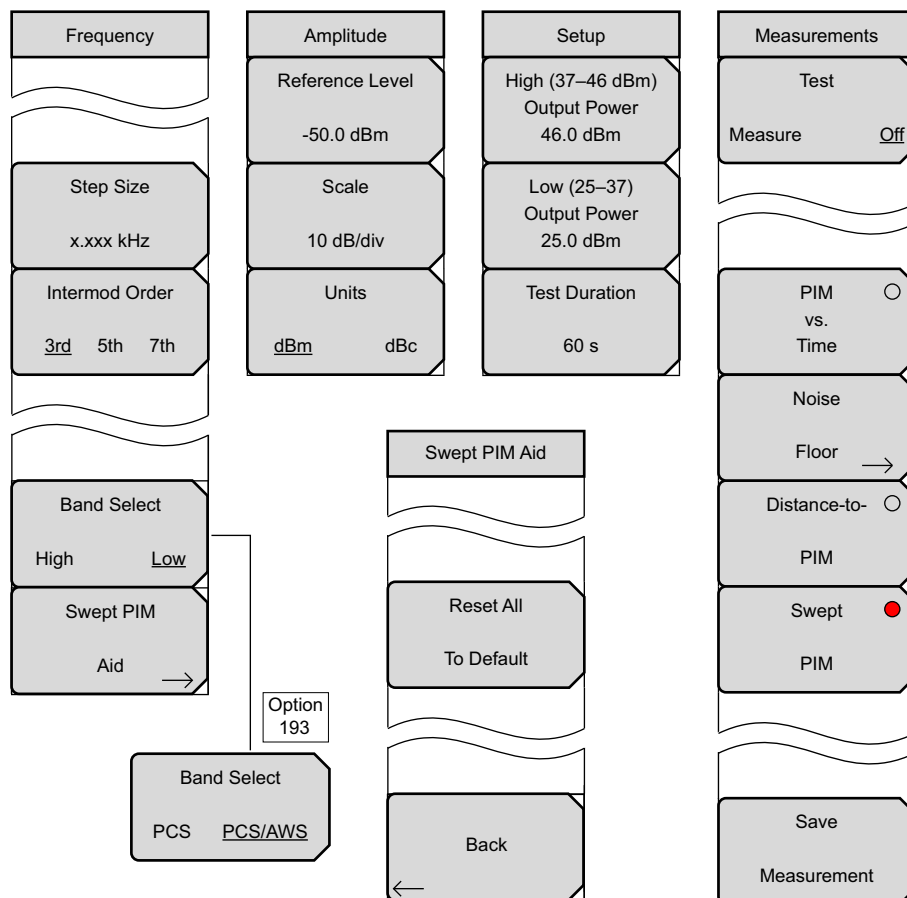 Frequency
Step Size
x.xxx kHz
Intermod Order
3rd 5th 7th
Band Select
High Low
Swept PIM
Aid
Option
193
Band Select
PCS PCS/AWS
Amplitude
Reference Level
-50.0 dBm
Scale
10 dB/div
Units
dBm dBc
Setup
High (37–46 dBm)
Output Power
46.0 dBm
Low (25–37)
Output Power
25.0 dBm
Test Duration
60 s
Swept PIM Aid
Reset All
To Default
Back
Measurements
Test
Measure Off
PIM
vs.
Time
Noise
Floor
Distance-to-
PIM
Swept
PIM
Save
Measurement